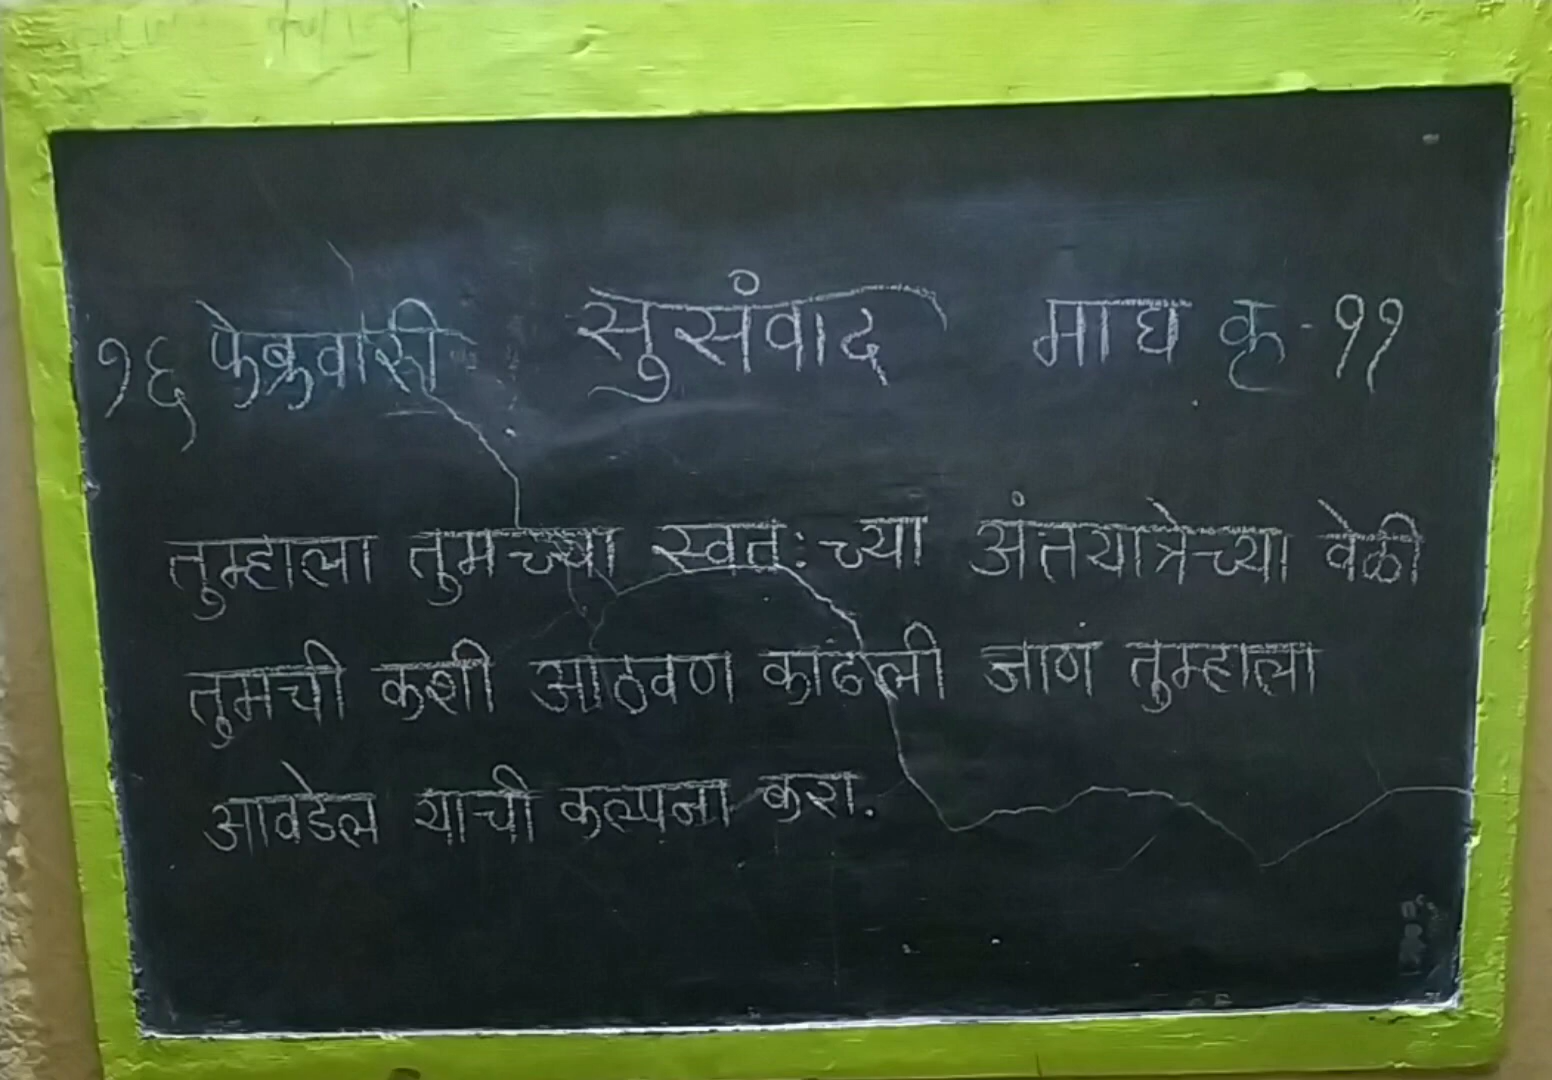 १६ फेब्रुवारी सुसंवाद माघ कृ. ११
तुम्हाला तुमच्या स्वतःच्या अंतयात्रेच्या वेळी
तुमची कशी आठवण काढली जाणं तुम्हाला
आवडेल याची कल्पना करा.